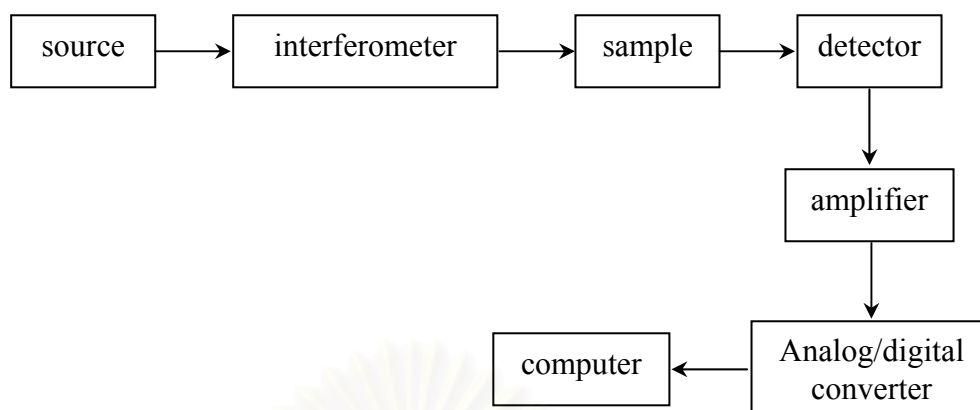 source
interferometer
sample
detector
amplifier
Analog/digital
converter
computer